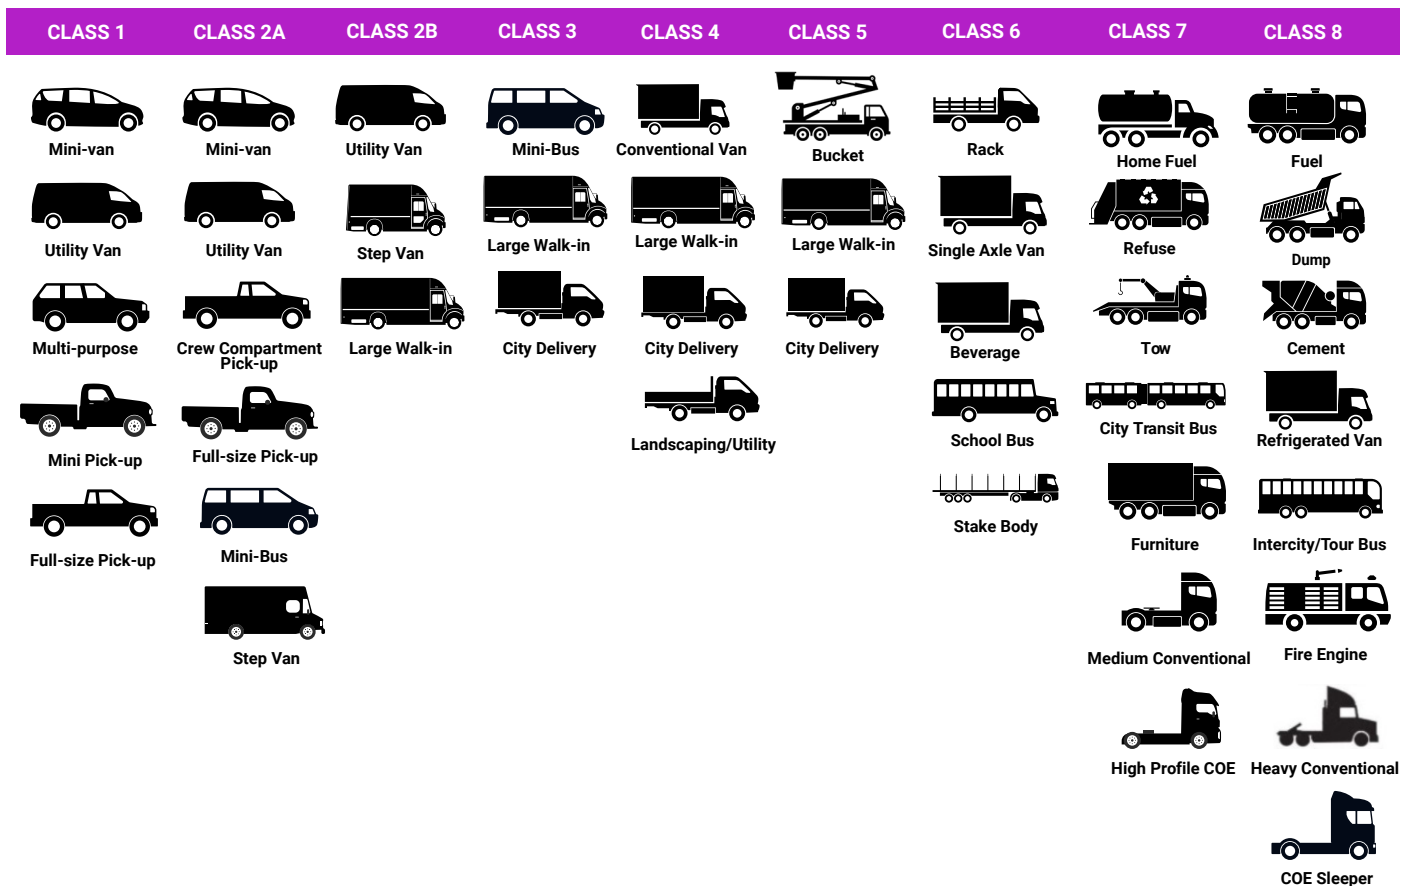 CLASS 1
CLASS 2A
CLASS 2B
CLASS 3
CLASS 4
CLASS 5
CLASS 6
CLASS 7
CLASS 8
Mini-van
Utility Van
Multi-purpose
Mini Pick-up
Full-size Pick-up
Mini-van
Utility Van
Crew Compartment
Pick-up
Full-size Pick-up
Mini-Bus
Step Van
Utility Van
Step Van
Large Walk-in
Mini-Bus
Large Walk-in
City Delivery
Conventional Van
Large Walk-in
City Delivery
Landscaping/Utility
Bucket
Large Walk-in
City Delivery
Rack
Single Axle Van
Beverage
School Bus
Stake Body
Home Fuel
Refuse
Tow
City Transit Bus
Furniture
Medium Conventional
High Profile COE
Fuel
Dump
Cement
Refrigerated Van
Intercity/Tour Bus
Fire Engine
Heavy Conventional
COE Sleeper